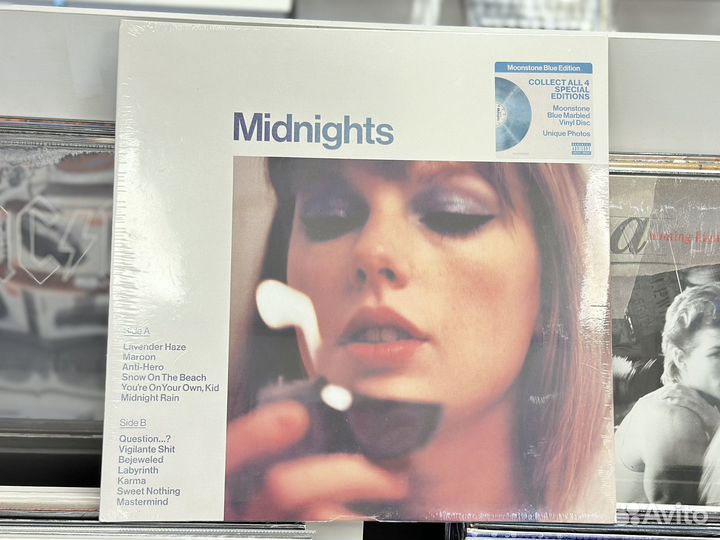 Moonstone Blue Edition
COLLECT ALL 4
SPECIAL
EDITIONS
Moonstone
Blue Marbled
Vinyl Disc
Unique Photos
Midnights
Side A
Lavender Haze
Maroon
Anti-Hero
Snow On The Beach
You're On Your Own, Kid
Midnight Rain
Side B
Question...?
Vigilante Shit
Bejeweled
Labyrinth
Karma
Sweet Nothing
Mastermind
Avito